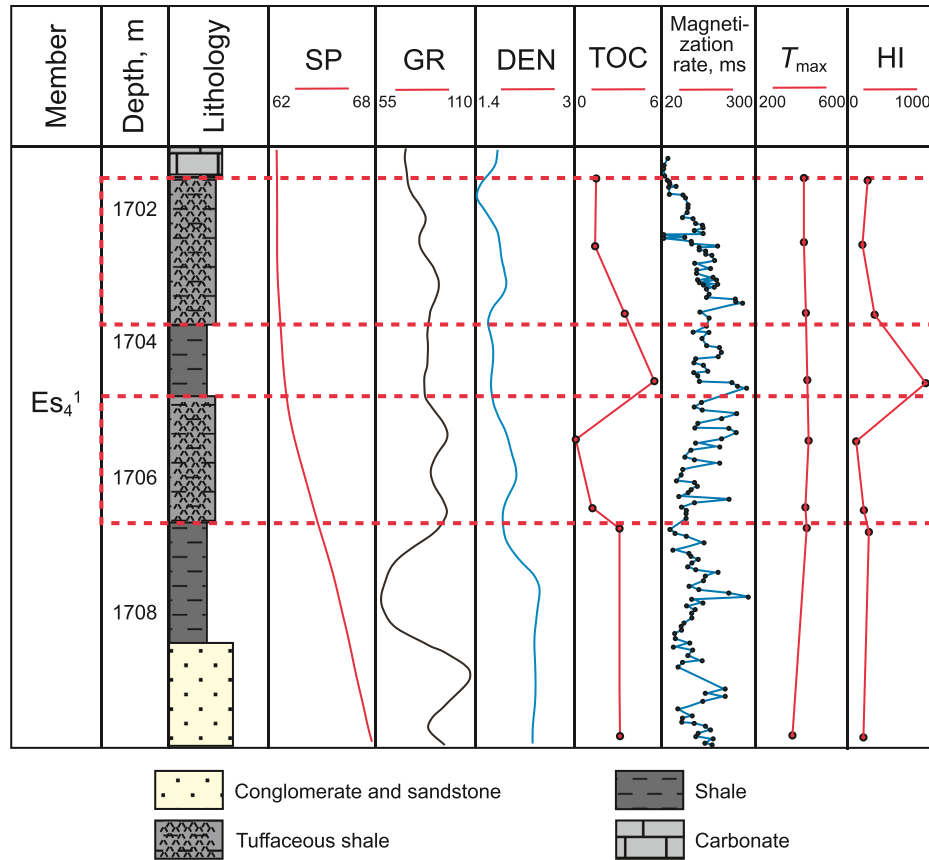 Member
Depth, m
Lithology
SP
62 68
GR
55 110
DEN
1.4 3
TOC
0 6
Magneti-
zation
rate, ms
20 300
Tmax
200 600
HI
0 1000
1702
1704
Es₄¹
1706
1708
Conglomerate and sandstone
Shale
Tuffaceous shale
Carbonate